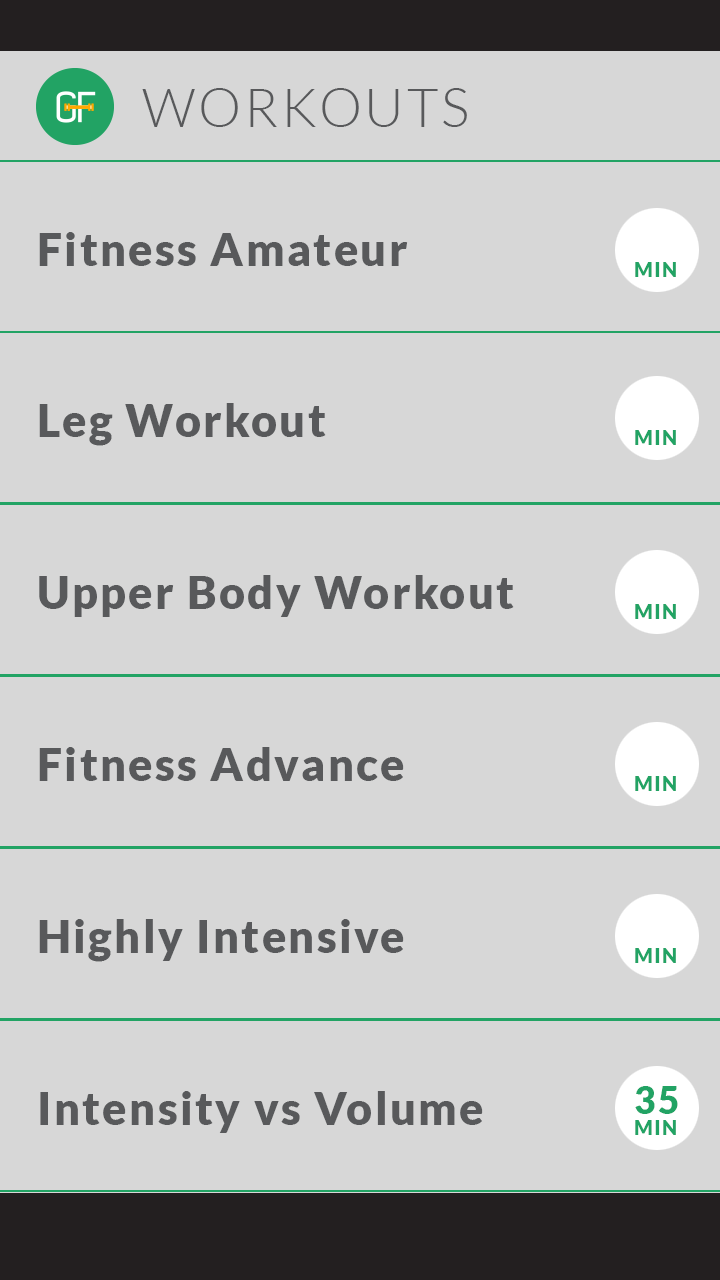 GF WORKOUTS
Fitness Amateur
MIN
Leg Workout
MIN
Upper Body Workout
MIN
Fitness Advance
MIN
Highly Intensive
MIN
Intensity vs Volume
35
MIN